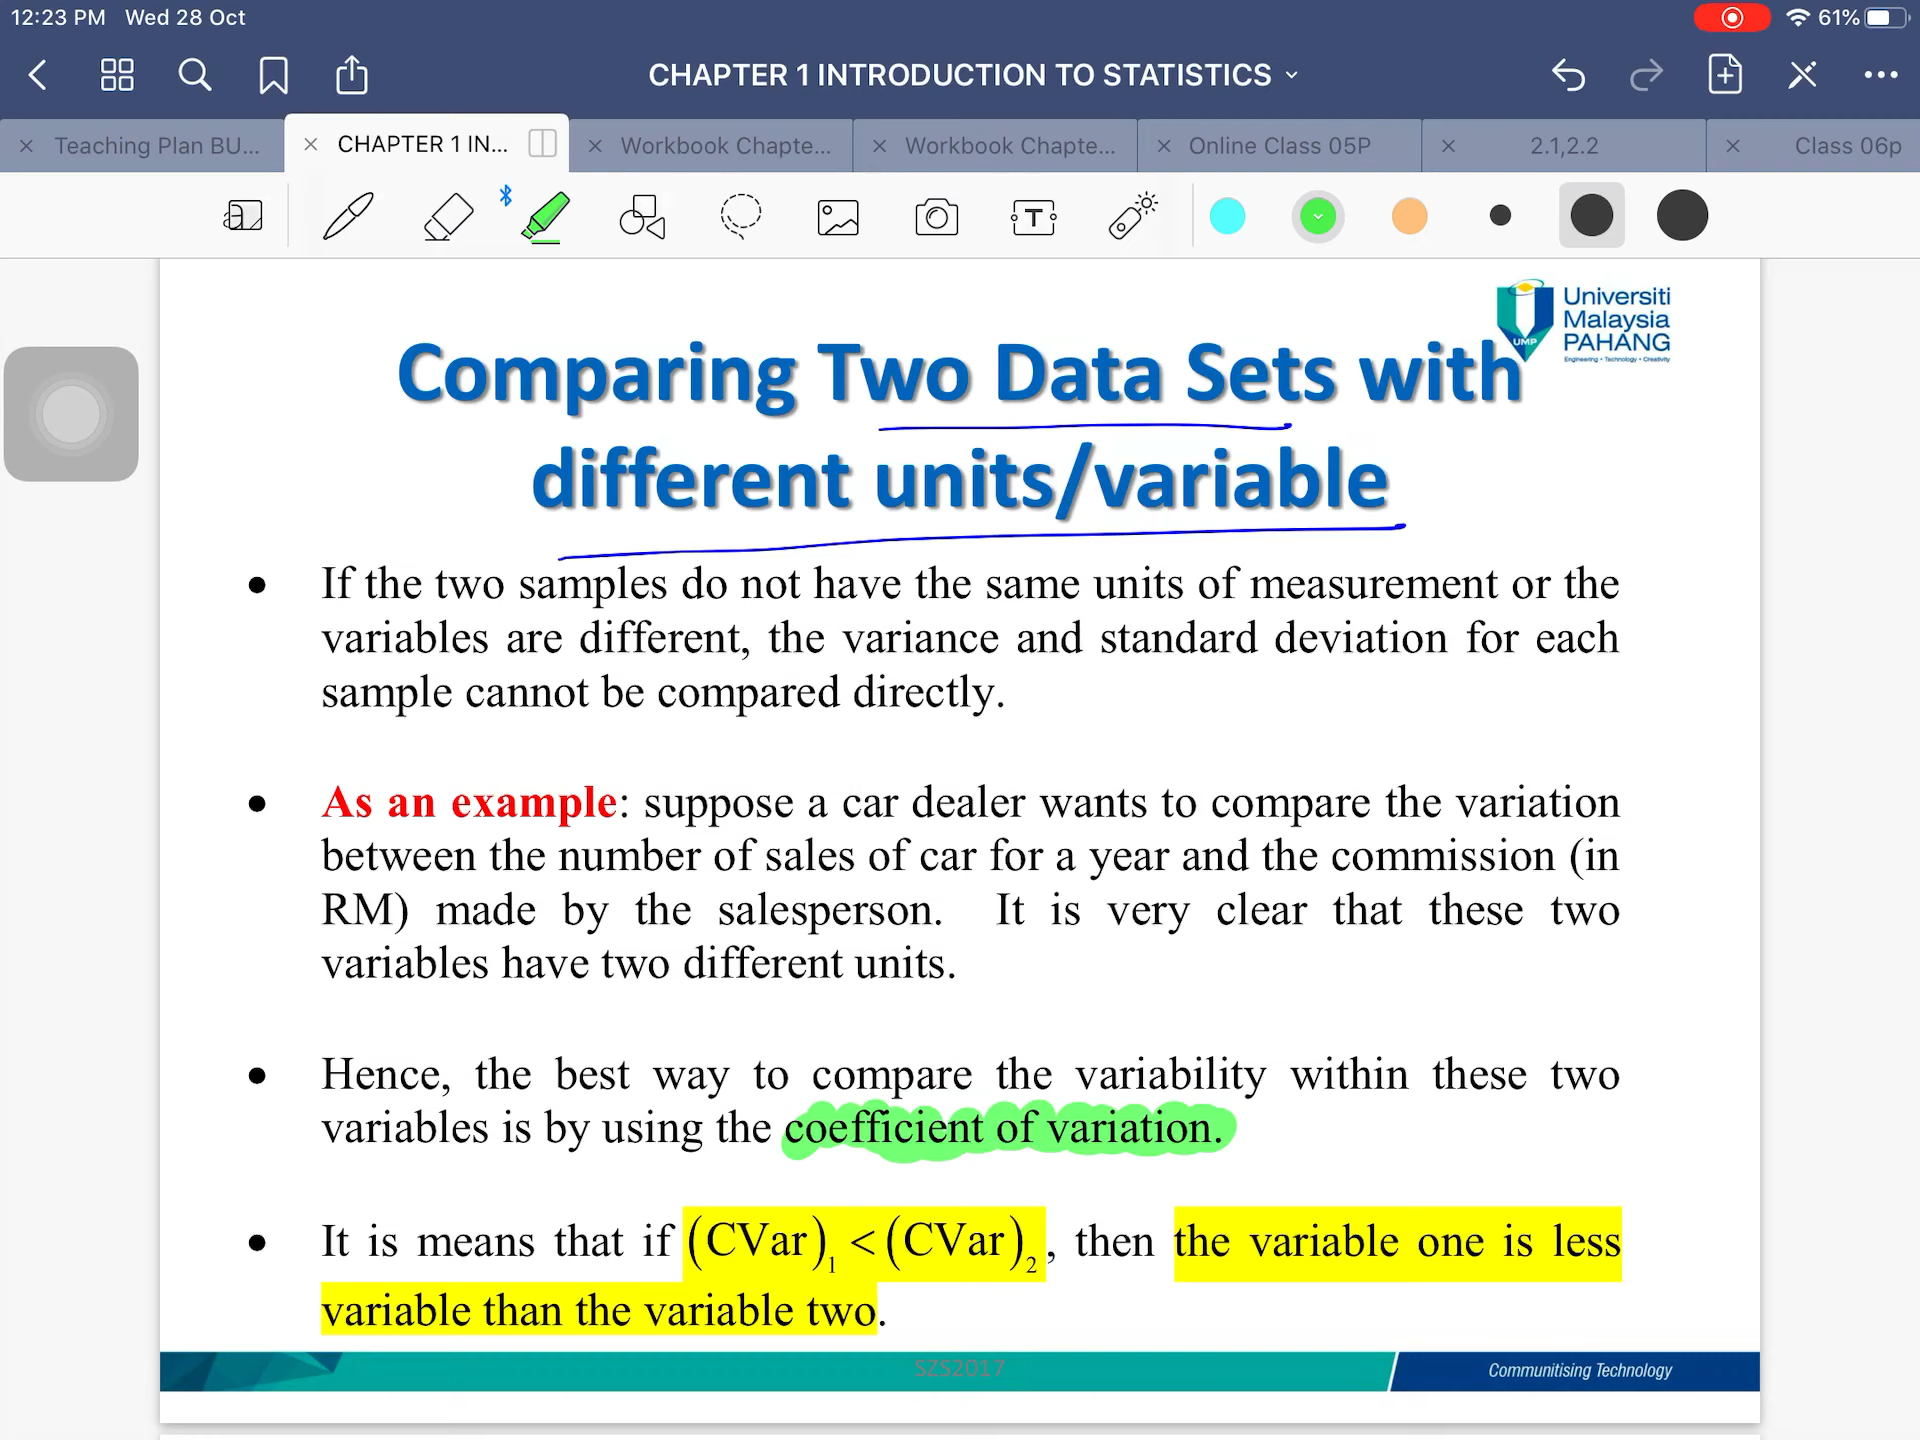 12:23 PM Wed 28 Oct
61%
CHAPTER 1 INTRODUCTION TO STATISTICS
Teaching Plan BU...
CHAPTER 1 IN...
Workbook Chapte...
Workbook Chapte...
Online Class 05P
2.1,2.2
Class 06p
a
T
Universiti
Malaysia
PAHANG
UMP
Engineering • Technology • Creativity
Comparing Two Data Sets with
different units/variable
• If the two samples do not have the same units of measurement or the
variables are different, the variance and standard deviation for each
sample cannot be compared directly.
• As an example: suppose a car dealer wants to compare the variation
between the number of sales of car for a year and the commission (in
RM) made by the salesperson. It is very clear that these two
variables have two different units.
• Hence, the best way to compare the variability within these two
variables is by using the coefficient of variation.
• It is means that if (CVar)₁ < (CVar)₂, then the variable one is less
variable than the variable two.
SZS2017
Communitising Technology